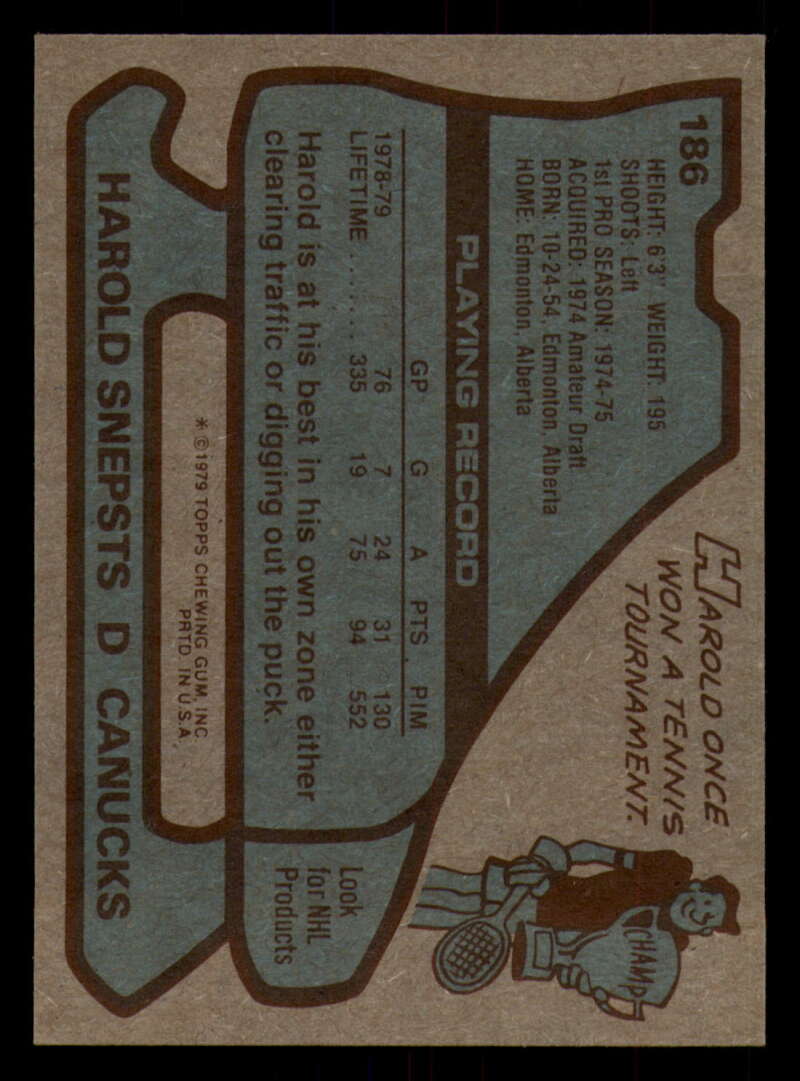 186
HEIGHT: 6'3" WEIGHT: 195
SHOOTS: Left
1st PRO SEASON: 1974-75
ACQUIRED: 1974 Amateur Draft
BORN: 10-24-54, Edmonton, Alberta
HOME: Edmonton, Alberta
HAROLD ONCE
WON A TENNIS
TOURNAMENT.
CHAMP
PLAYING RECORD
GP G A PTS. PIM
1978-79 76 7 24 31 130
LIFETIME ........ 335 19 75 94 552
Harold is at his best in his own zone either
clearing traffic or digging out the puck.
Look
for NHL
Products
* ©1979 TOPPS CHEWING GUM, INC.
PRTD. IN U.S.A.
HAROLD SNEPSTS D CANUCKS